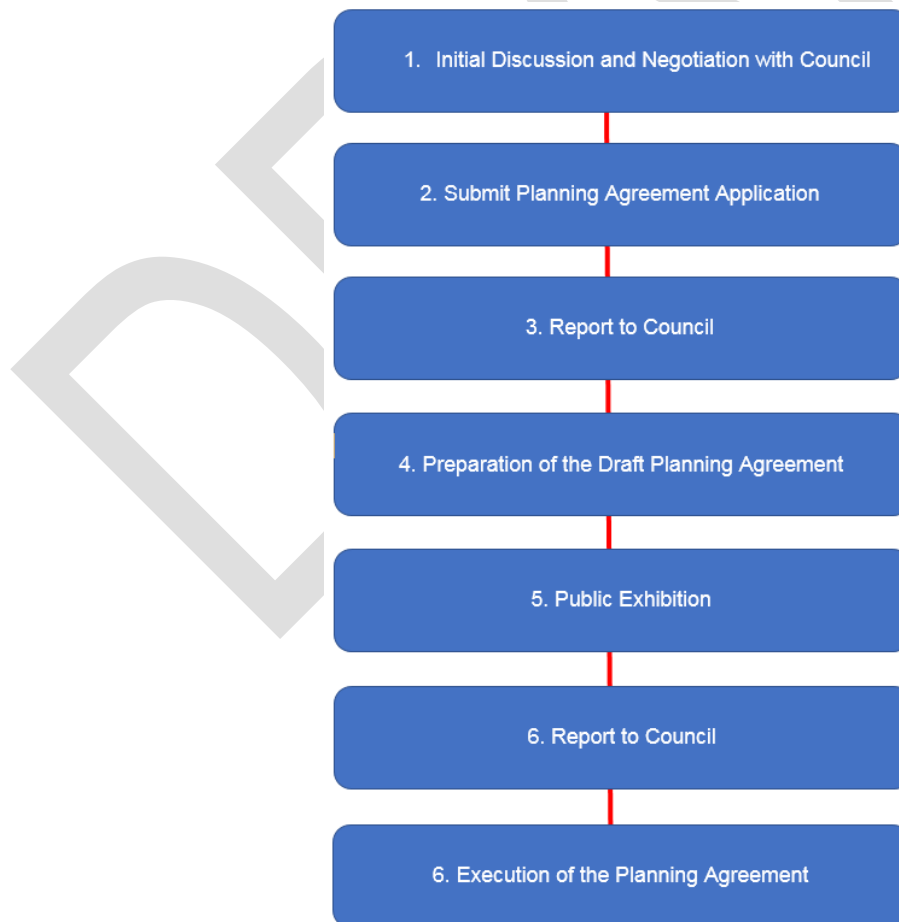 1. Initial Discussion and Negotiation with Council
2. Submit Planning Agreement Application
3. Report to Council
4. Preparation of the Draft Planning Agreement
5. Public Exhibition
6. Report to Council
6. Execution of the Planning Agreement